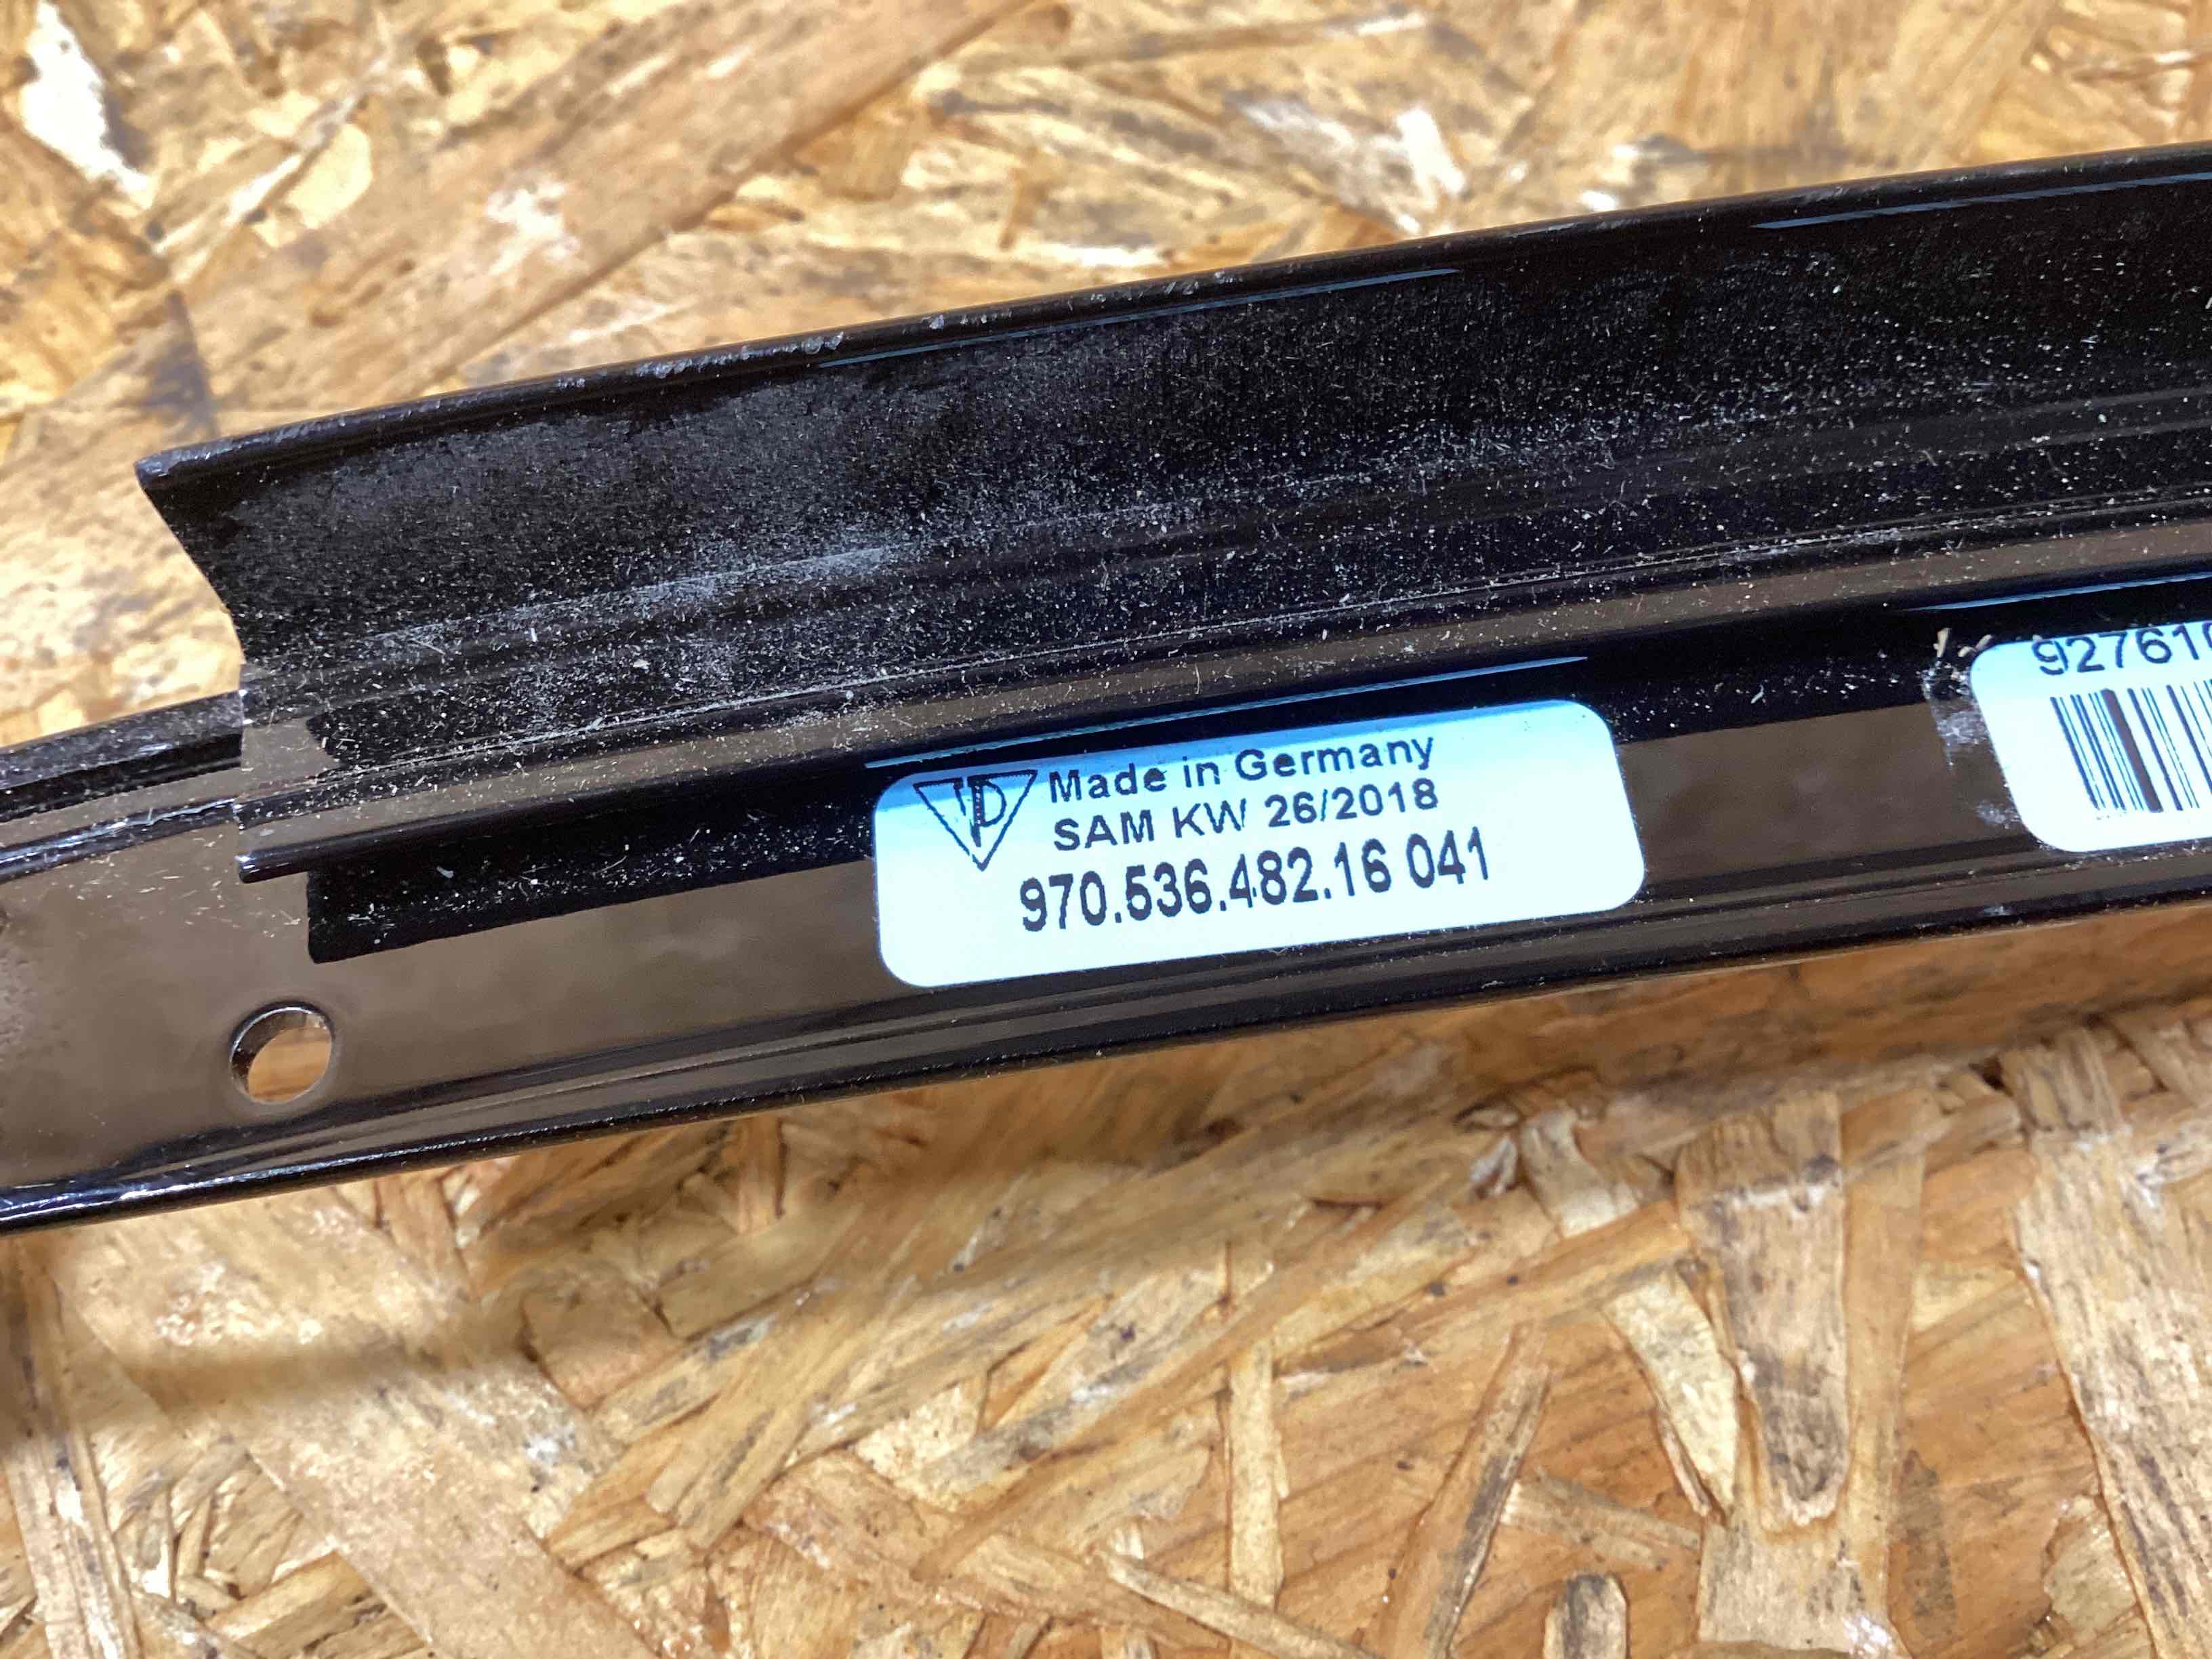 Made in Germany
SAM KW 26/2018
970.536.482.16 041